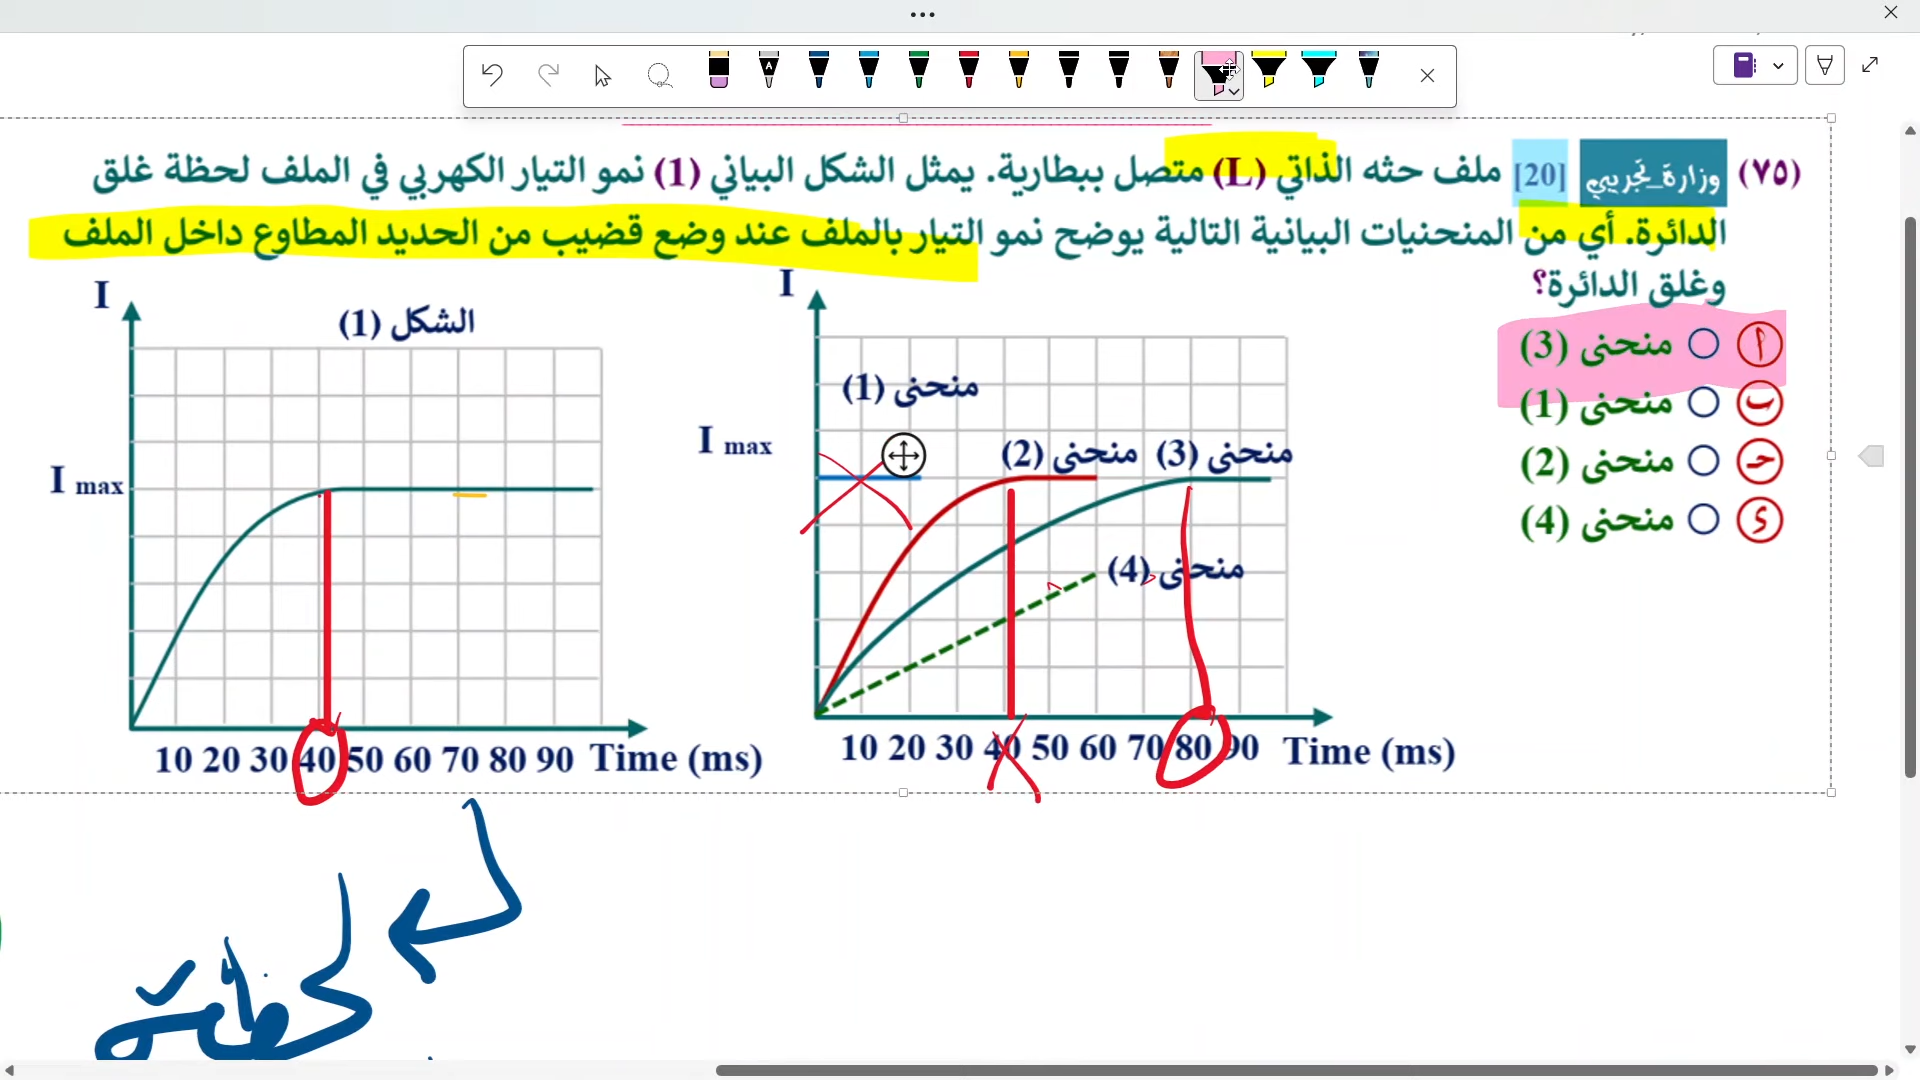 (٧٥) وزارة_تجريبي [20] ملف حثه الذاتي (L) متصل ببطارية. يمثل الشكل البياني (1) نمو التيار الكهربي في الملف لحظة غلق
الدائرة. أي من المنحنيات البيانية التالية يوضح نمو التيار بالملف عند وضع قضيب من الحديد المطاوع داخل الملف
وغلق الدائرة؟
أ منحنى (3)
ب منحنى (1)
جـ منحنى (2)
د منحنى (4)
I
الشكل (1)
I max
10 20 30 40 50 60 70 80 90 Time (ms)
I
منحنى (1)
I max
منحنى (2)
منحنى (3)
منحنى (4)
10 20 30 40 50 60 70 80 90 Time (ms)